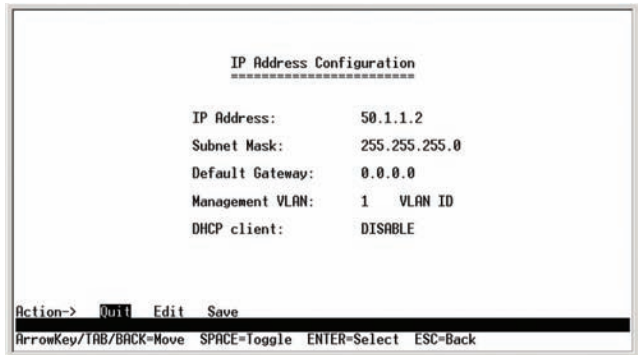 IP Address Configuration
========================
IP Address: 50.1.1.2
Subnet Mask: 255.255.255.0
Default Gateway: 0.0.0.0
Management VLAN: 1 VLAN ID
DHCP client: DISABLE
Action-> Quit Edit Save
ArrowKey/TAB/BACK=Move SPACE=Toggle ENTER=Select ESC=Back